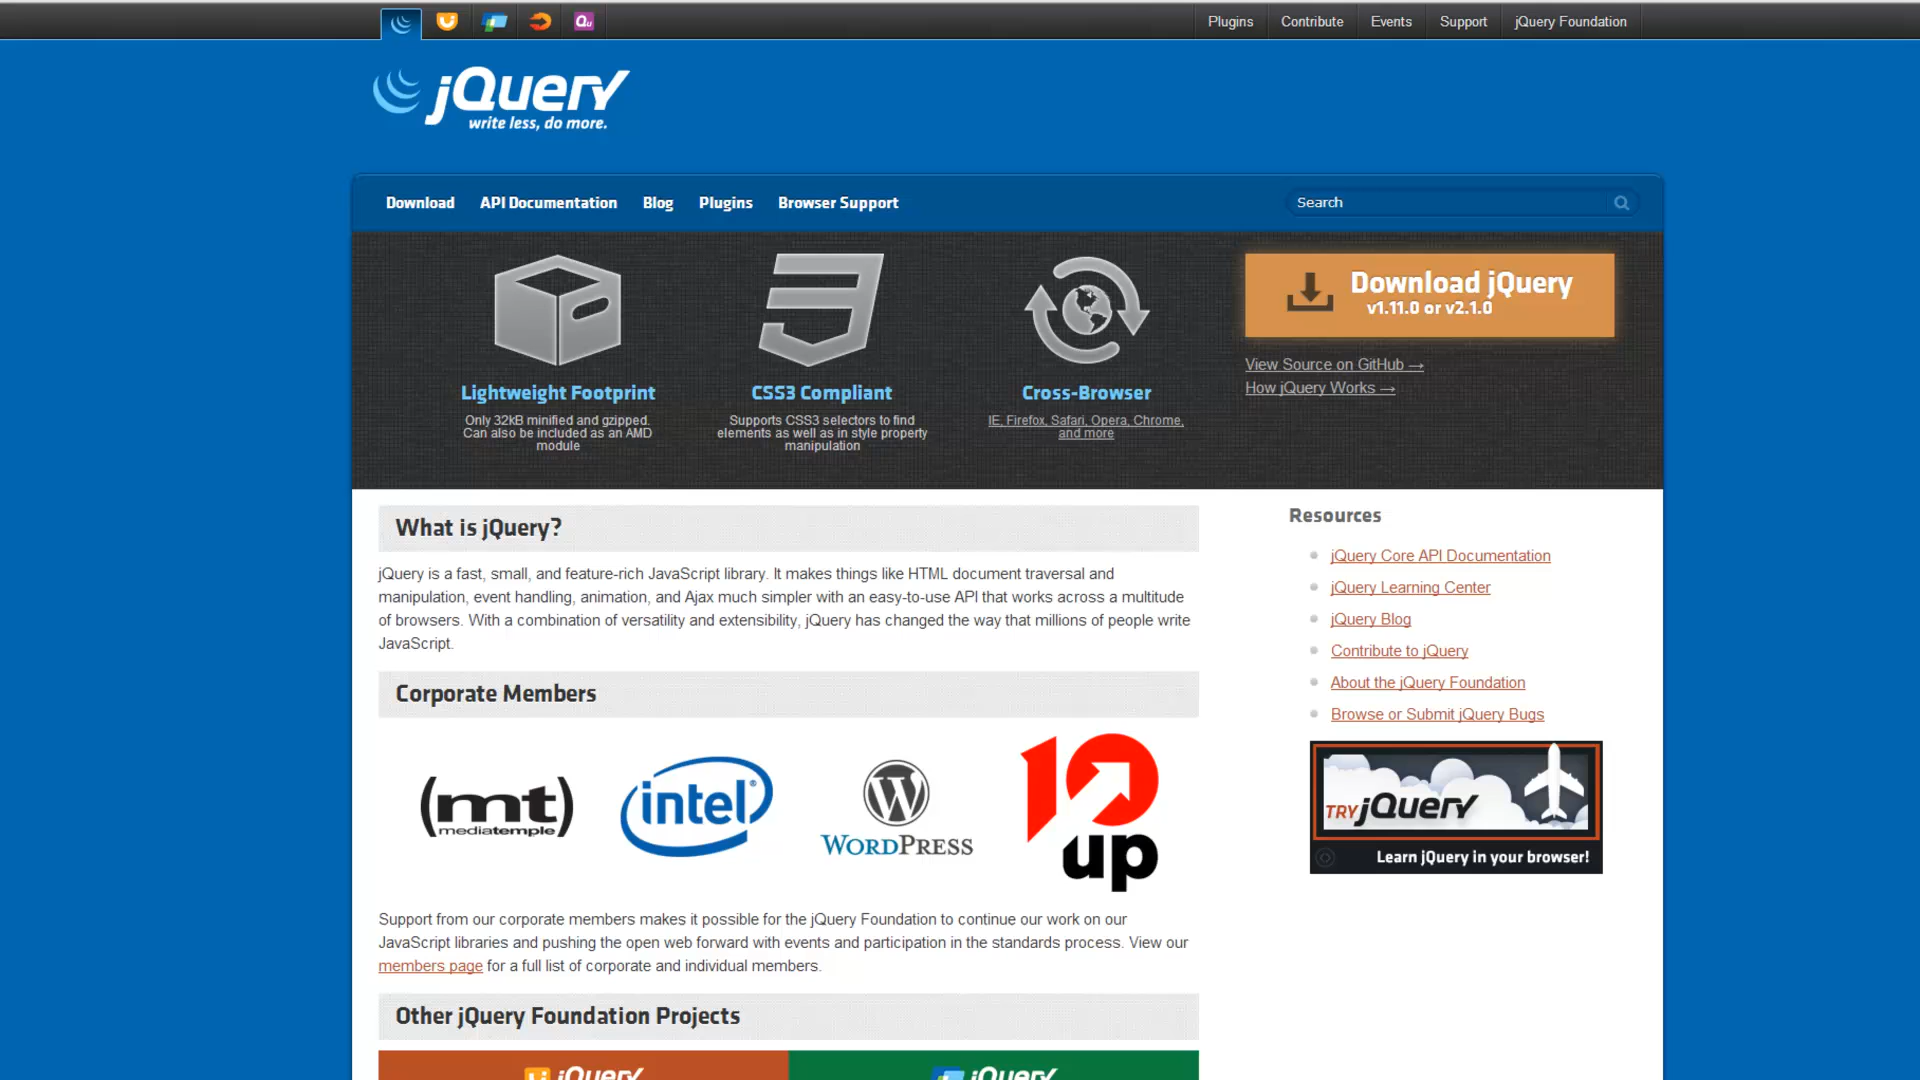 Plugins Contribute Events Support jQuery Foundation
jQuery
write less, do more.
Download API Documentation Blog Plugins Browser Support Search
Download jQuery
v1.11.0 or v2.1.0
View Source on GitHub →
How jQuery Works →
Lightweight Footprint
Only 32kB minified and gzipped.
Can also be included as an AMD
module
CSS3 Compliant
Supports CSS3 selectors to find
elements as well as in style property
manipulation
Cross-Browser
IE, Firefox, Safari, Opera, Chrome,
and more
What is jQuery?
jQuery is a fast, small, and feature-rich JavaScript library. It makes things like HTML document traversal and
manipulation, event handling, animation, and Ajax much simpler with an easy-to-use API that works across a multitude
of browsers. With a combination of versatility and extensibility, jQuery has changed the way that millions of people write
JavaScript.
Corporate Members
(mt)
mediatemple
intel
WORDPRESS
10
up
Support from our corporate members makes it possible for the jQuery Foundation to continue our work on our
JavaScript libraries and pushing the open web forward with events and participation in the standards process. View our
members page for a full list of corporate and individual members.
Other jQuery Foundation Projects
jQuery jQuery
Resources
jQuery Core API Documentation
jQuery Learning Center
jQuery Blog
Contribute to jQuery
About the jQuery Foundation
Browse or Submit jQuery Bugs
TRY jQuery
Learn jQuery in your browser!